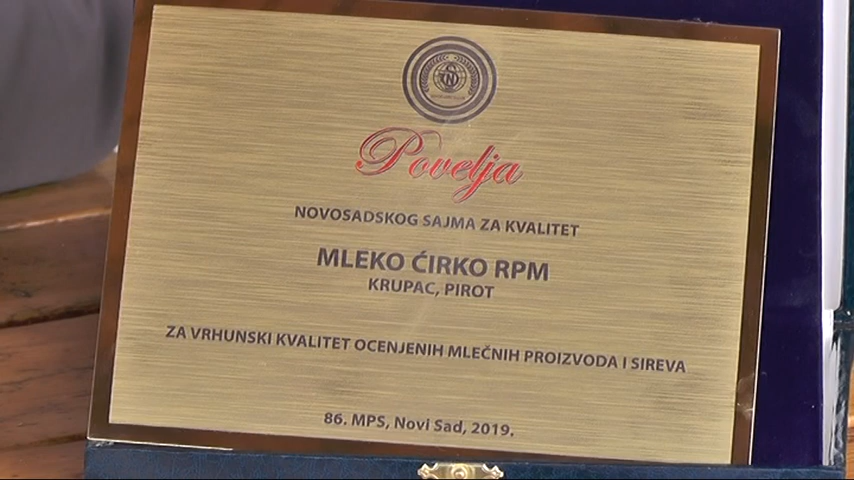 Povelja
NOVOSADSKOG SAJMA ZA KVALITET
MLEKO ĆIRKO RPM
KRUPAC, PIROT
ZA VRHUNSKI KVALITET OCENJENIH MLEČNIH PROIZVODA I SIREVA
86. MPS, Novi Sad, 2019.